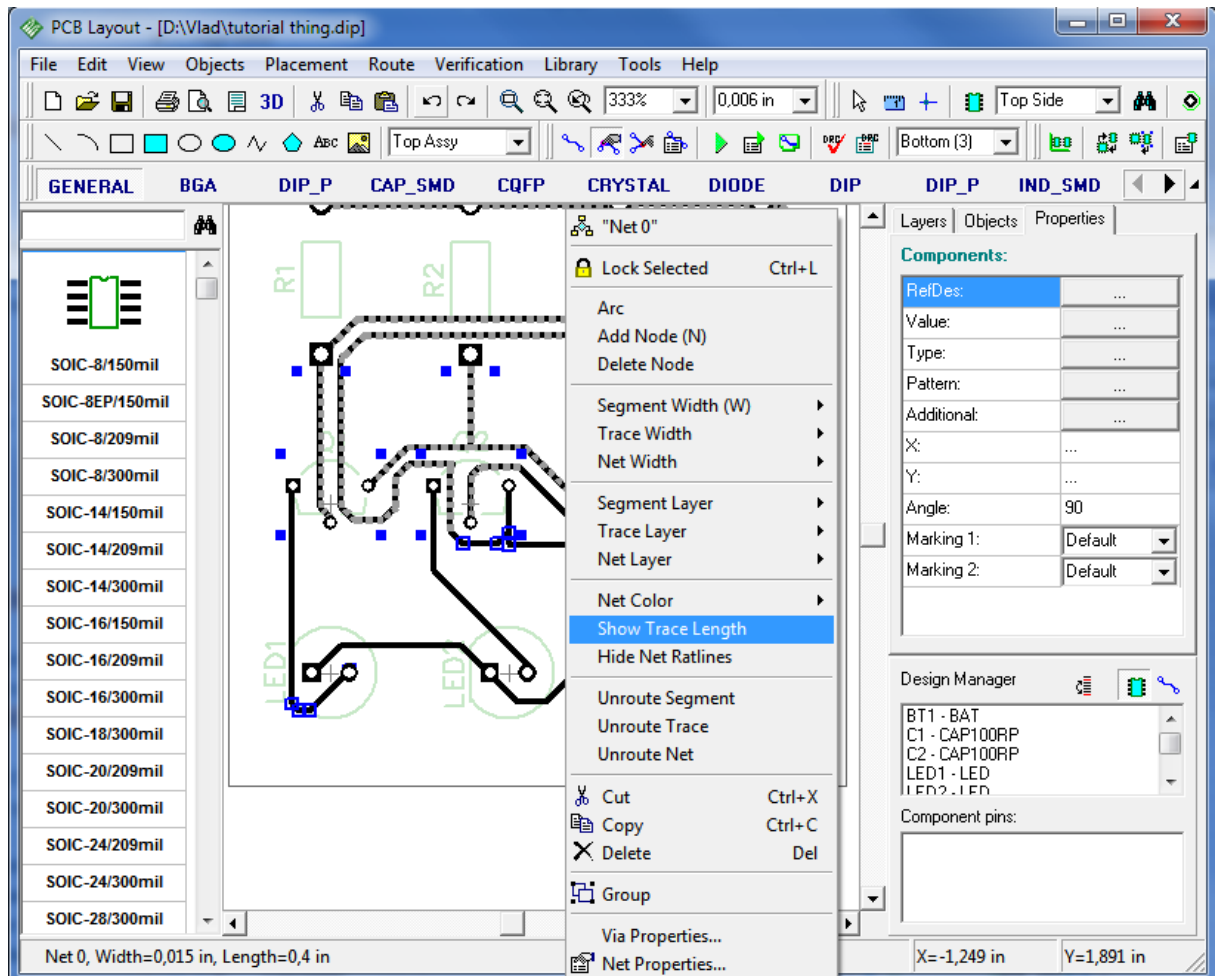 PCB Layout - [D:\Vlad\tutorial thing.dip]
File Edit View Objects Placement Route Verification Library Tools Help
3D 333% 0,006 in Top Side
ABC Top Assy DRC DRC Bottom (3)
GENERAL BGA DIP_P CAP_SMD CQFP CRYSTAL DIODE DIP DIP_P IND_SMD
SOIC-8/150mil
SOIC-8EP/150mil
SOIC-8/209mil
SOIC-8/300mil
SOIC-14/150mil
SOIC-14/209mil
SOIC-14/300mil
SOIC-16/150mil
SOIC-16/209mil
SOIC-16/300mil
SOIC-18/300mil
SOIC-20/209mil
SOIC-20/300mil
SOIC-24/209mil
SOIC-24/300mil
SOIC-28/300mil
R1
R2
LED1
"Net 0"
Lock Selected Ctrl+L
Arc
Add Node (N)
Delete Node
Segment Width (W)
Trace Width
Net Width
Segment Layer
Trace Layer
Net Layer
Net Color
Show Trace Length
Hide Net Ratlines
Unroute Segment
Unroute Trace
Unroute Net
Cut Ctrl+X
Copy Ctrl+C
Delete Del
Group
Via Properties...
Net Properties...
Layers Objects Properties
Components:
RefDes: ...
Value: ...
Type: ...
Pattern: ...
Additional: ...
X: ...
Y: ...
Angle: 90
Marking 1: Default
Marking 2: Default
Design Manager
BT1 - BAT
C1 - CAP100RP
C2 - CAP100RP
LED1 - LED
LED2 - LED
Component pins:
Net 0, Width=0,015 in, Length=0,4 in
X=-1,249 in Y=1,891 in